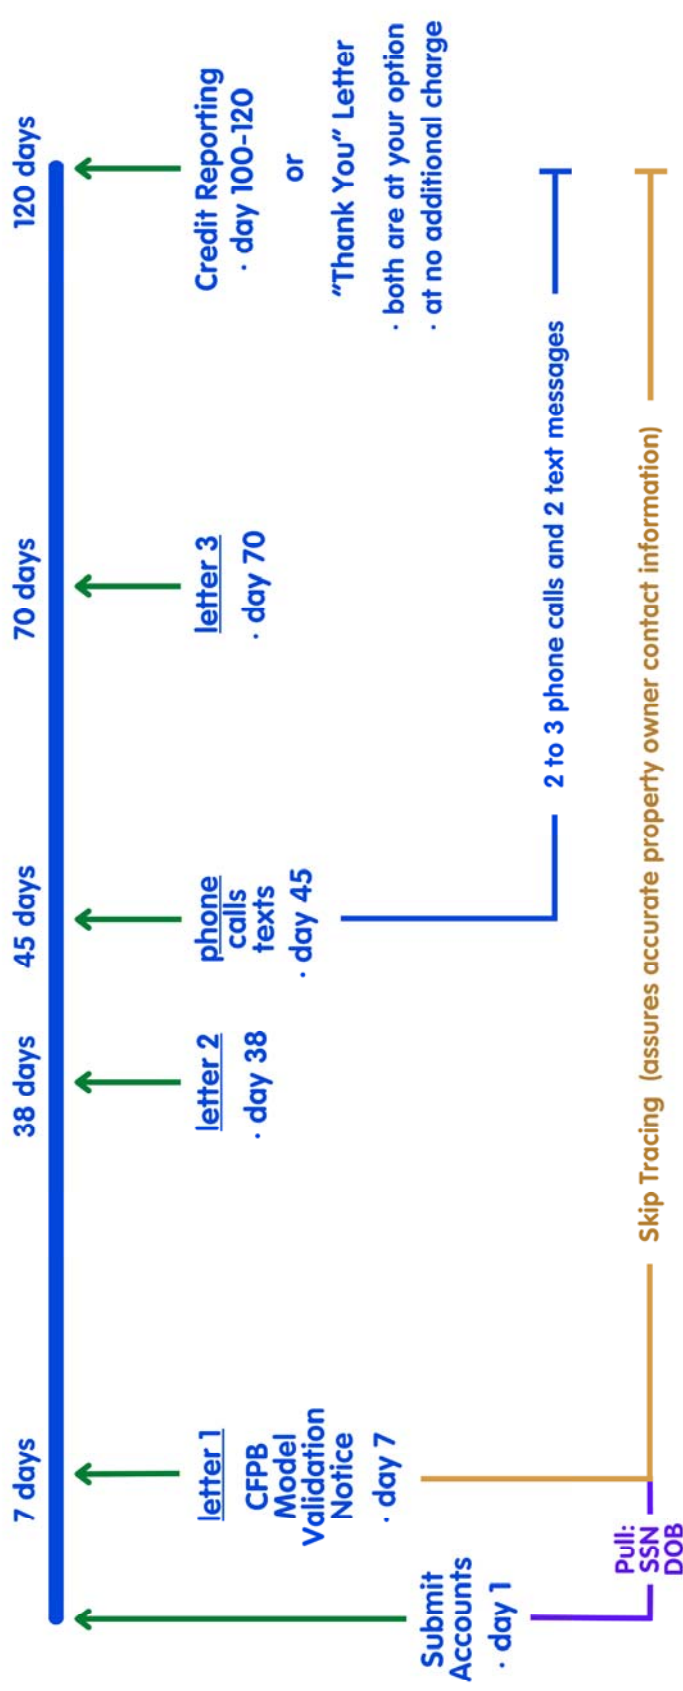 7 days
38 days
45 days
70 days
120 days
Submit
Accounts
· day 1
Pull:
SSN
DOB
letter 1
CFPB
Model
Validation
Notice
· day 7
letter 2
· day 38
phone
calls
texts
· day 45
letter 3
· day 70
Credit Reporting
· day 100-120
or
"Thank You" Letter
· both are at your option
· at no additional charge
2 to 3 phone calls and 2 text messages
Skip Tracing (assures accurate property owner contact information)